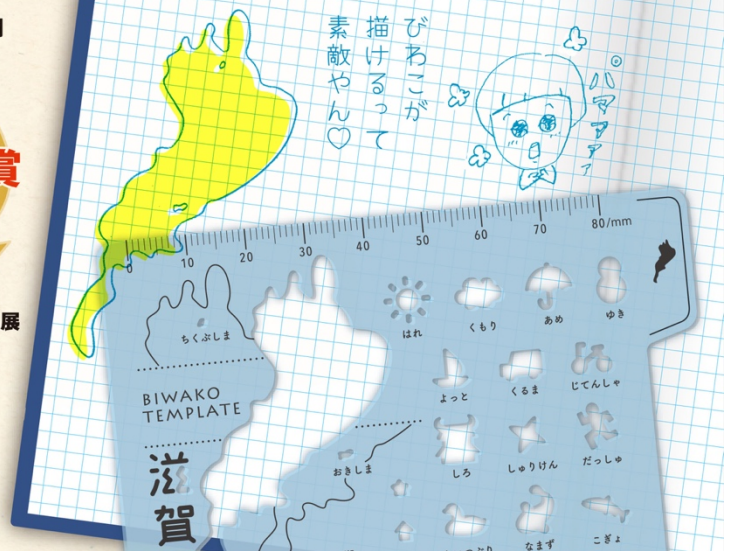 賞
展
びわこが
描けるって
素敵やん♡
パァァァァ
0 10 20 30 40 50 60 70 80/mm
ちくぶしま
BIWAKO
TEMPLATE
滋賀
おきしま
はれ
くもり
あめ
ゆき
よっと
くるま
じてんしゃ
しろ
しゅりけん
だっしゅ
なまず
こぎょ